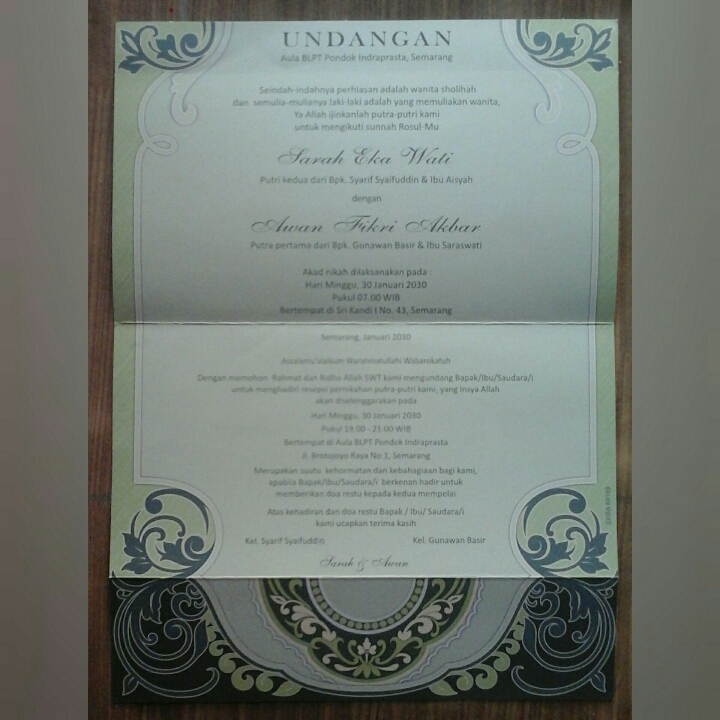 UNDANGAN
Aula BLPT Pondok Indraprasta, Semarang
Seindah-indahnya perhiasan adalah wanita sholihah
dan semulia-mulianya laki-laki adalah yang memuliakan wanita,
Ya Allah ijinkanlah putra-putri kami
untuk mengikuti sunnah Rosul-Mu
Sarah Eka Wati
Putri kedua dari Bpk. Syarif Syaifuddin & Ibu Aisyah
dengan
Awan Fikri Akbar
Putra pertama dari Bpk. Gunawan Basir & Ibu Saraswati
Akad nikah dilaksanakan pada :
Hari Minggu, 30 Januari 2030
Pukul 07.00 WIB
Bertempat di Sri Kandi I No. 43, Semarang
Semarang, Januari 2030
Assalamu'alaikum Warahmatullahi Wabarakatuh
Dengan memohon Rahmat dan Ridho Allah SWT kami mengundang Bapak/Ibu/Saudara/i
untuk menghadiri resepsi pernikahan putra-putri kami, yang Insya Allah
akan diselenggarakan pada
Hari Minggu, 30 Januari 2030
Pukul 19.00 - 21.00 WIB
Bertempat di Aula BLPT Pondok Indraprasta
Jl. Brotojoyo Raya No 1, Semarang
Merupakan suatu kehormatan dan kebahagiaan bagi kami,
apabila Bapak/Ibu/Saudara/i berkenan hadir untuk
memberikan doa restu kepada kedua mempelai
Atas kehadiran dan doa restu Bapak / Ibu/ Saudara/i
kami ucapkan terima kasih
Kel. Syarif Syaifuddin Kel. Gunawan Basir
Sarah & Awan